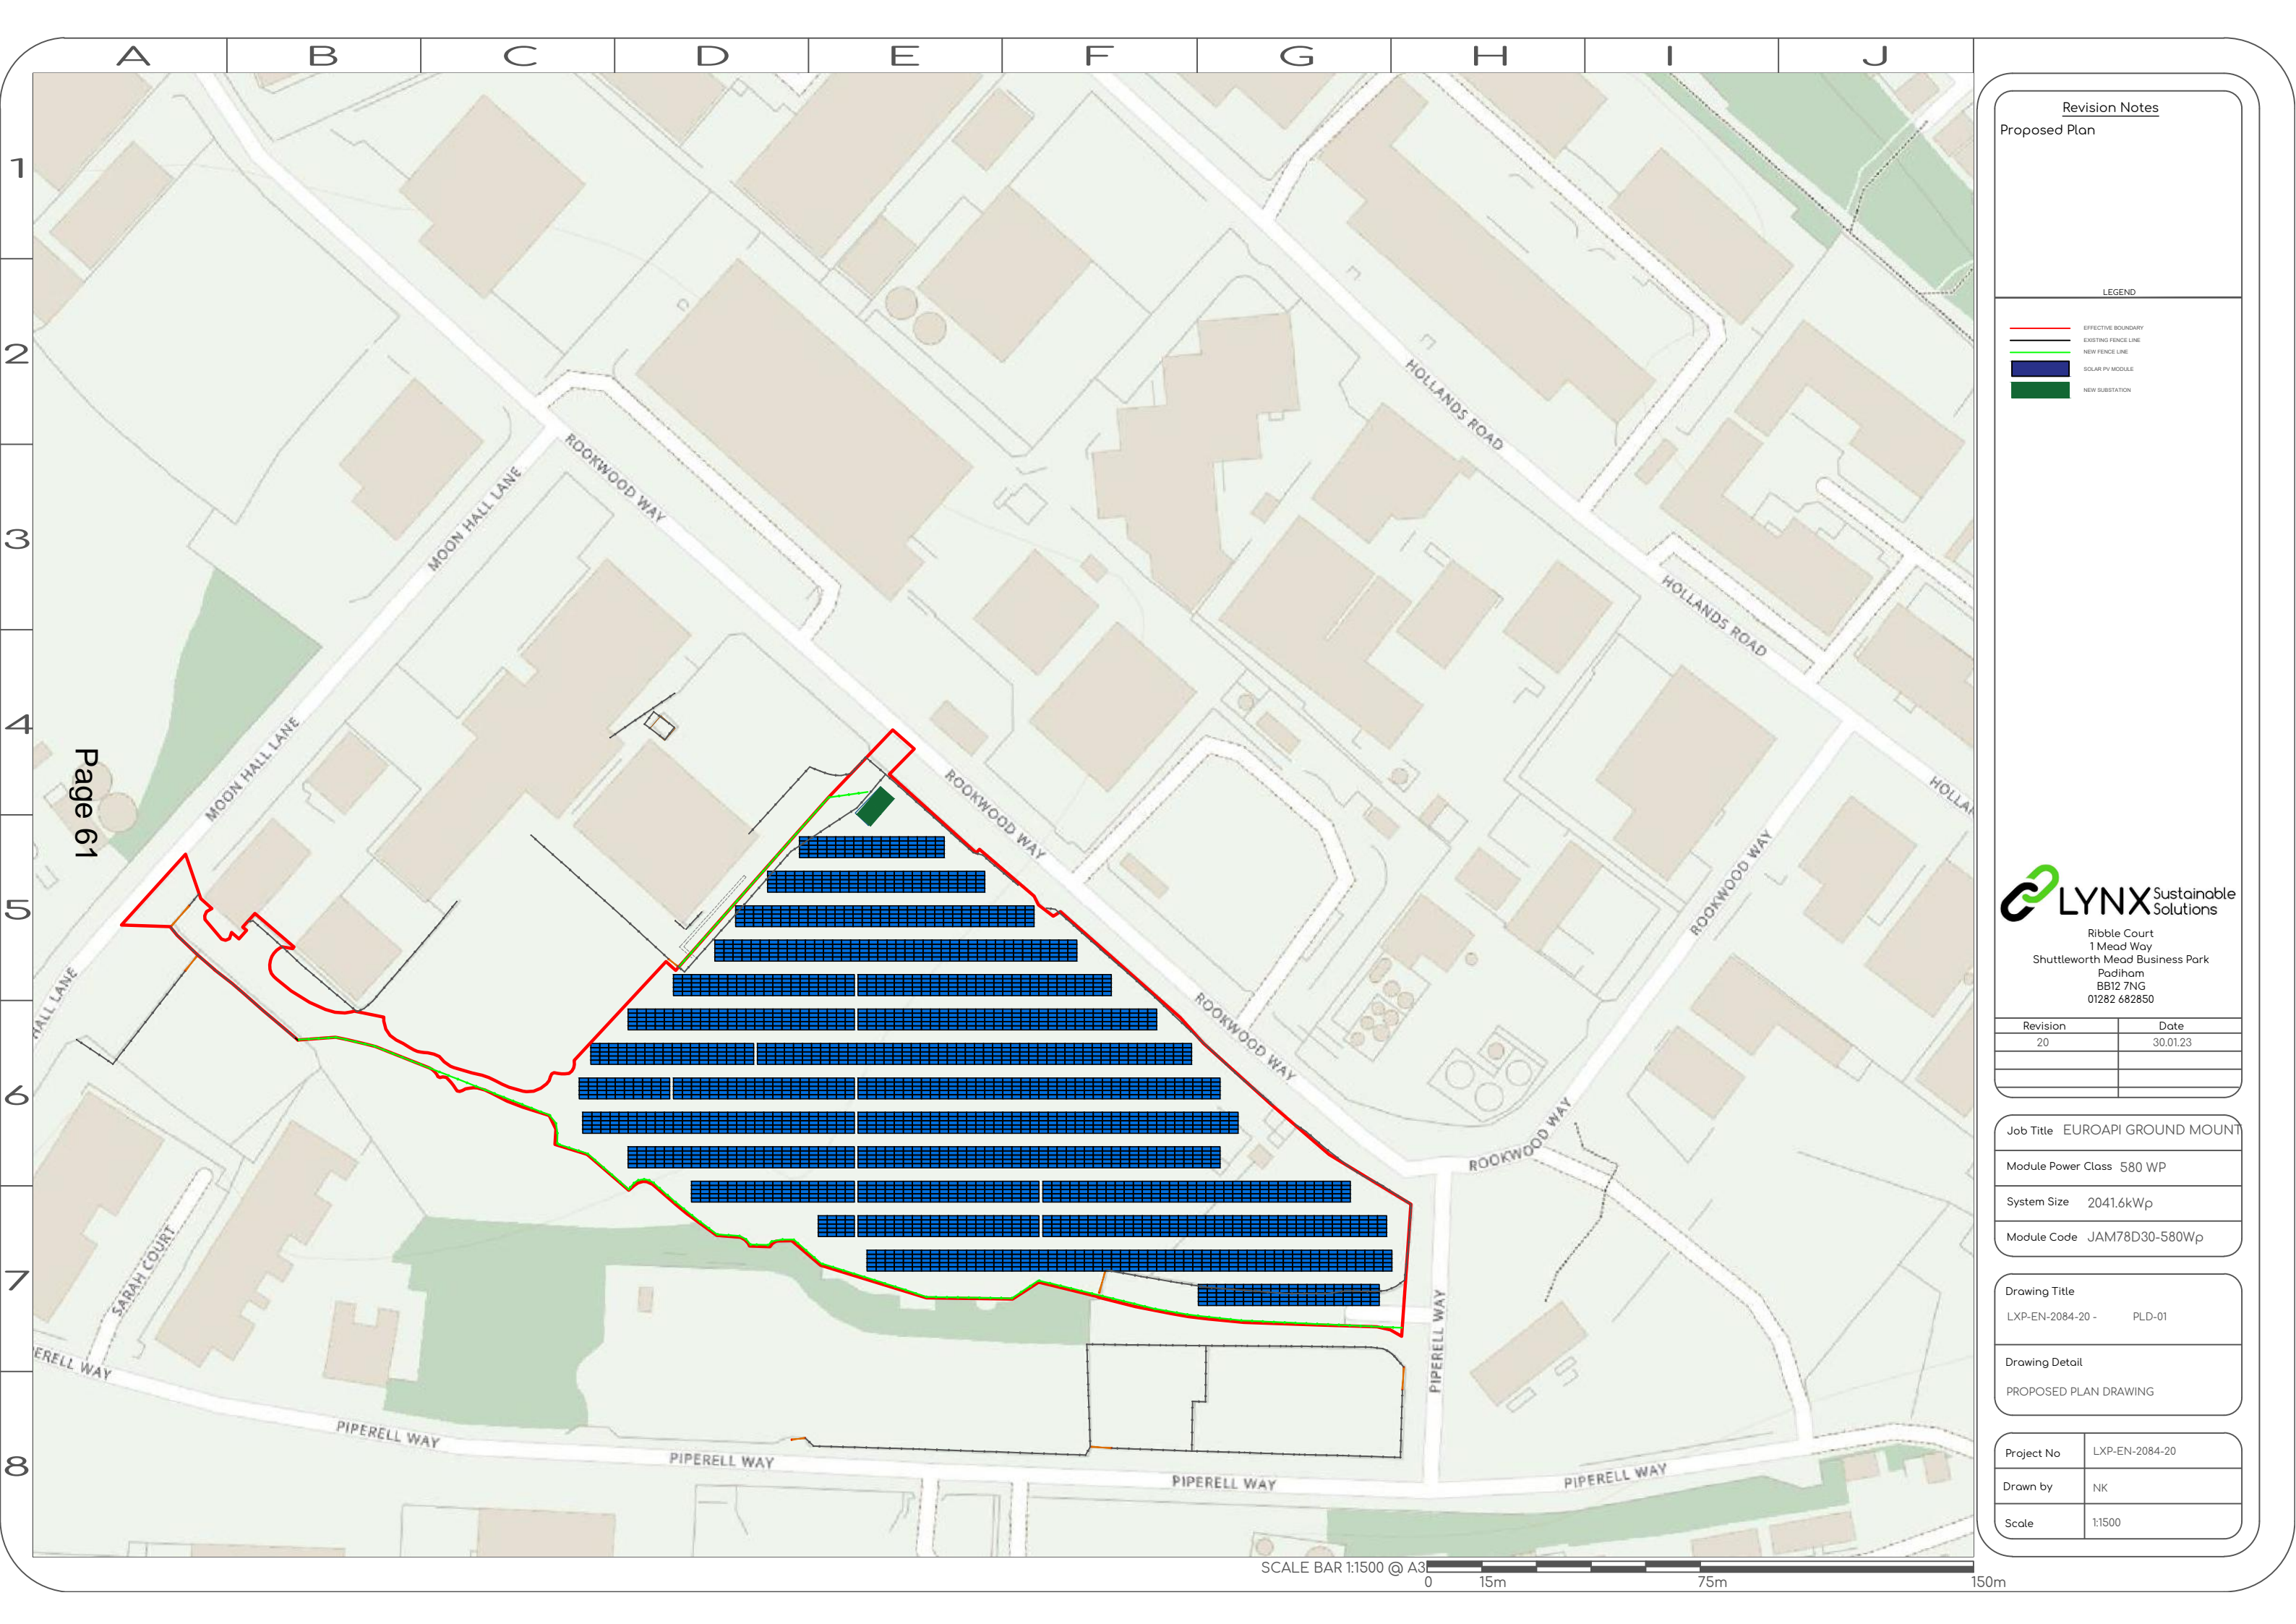 A B C D E F G H I J
1
2
3
4
5
6
7
8
Page 61
MOON HALL LANE
ROOKWOOD WAY
MOON HALL LANE
HALL LANE
ROOKWOOD WAY
ROOKWOOD WAY
ROOKWOOD WAY
ROOKWOOD WAY
HOLLANDS ROAD
HOLLANDS ROAD
HOLLA
SARAH COURT
PERELL WAY
PIPERELL WAY
PIPERELL WAY
PIPERELL WAY
PIPERELL WAY
PIPERELL WAY
SCALE BAR 1:1500 @ A3
0 15m 75m 150m
Revision Notes
Proposed Plan
LEGEND
EFFECTIVE BOUNDARY
EXISTING FENCE LINE
NEW FENCE LINE
SOLAR PV MODULE
NEW SUBSTATION
LYNX Sustainable
Solutions
Ribble Court
1 Mead Way
Shuttleworth Mead Business Park
Padiham
BB12 7NG
01282 682850
Revision Date
20 30.01.23
Job Title EUROAPI GROUND MOUNT
Module Power Class 580 WP
System Size 2041.6kWp
Module Code JAM78D30-580Wp
Drawing Title
LXP-EN-2084-20 - PLD-01
Drawing Detail
PROPOSED PLAN DRAWING
Project No LXP-EN-2084-20
Drawn by NK
Scale 1:1500